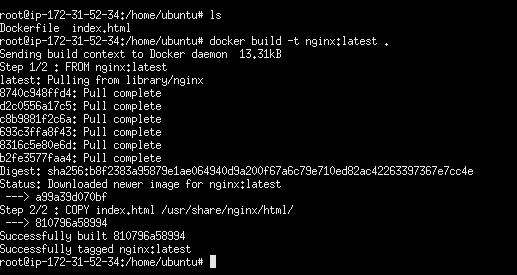 root@ip-172-31-52-34:/home/ubuntu# ls
Dockerfile  index.html
root@ip-172-31-52-34:/home/ubuntu# docker build -t nginx:latest .
Sending build context to Docker daemon  13.31kB
Step 1/2 : FROM nginx:latest
latest: Pulling from library/nginx
8740c948ffd4: Pull complete
d2c0556a17c5: Pull complete
c8b9881f2c6a: Pull complete
693c3ffa8f43: Pull complete
8316c5e80e6d: Pull complete
b2fe3577faa4: Pull complete
Digest: sha256:b8f2383a95879e1ae064940d9a200f67a6c79e710ed82ac42263397367e7cc4e
Status: Downloaded newer image for nginx:latest
 ---> a99a39d070bf
Step 2/2 : COPY index.html /usr/share/nginx/html/
 ---> 810796a58994
Successfully built 810796a58994
Successfully tagged nginx:latest
root@ip-172-31-52-34:/home/ubuntu#